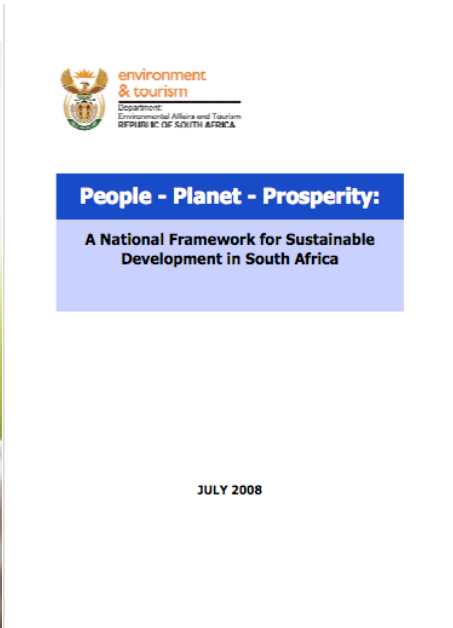 environment
& tourism
Department:
Environmental Affairs and Tourism
REPUBLIC OF SOUTH AFRICA
People - Planet - Prosperity:
A National Framework for Sustainable
Development in South Africa
JULY 2008